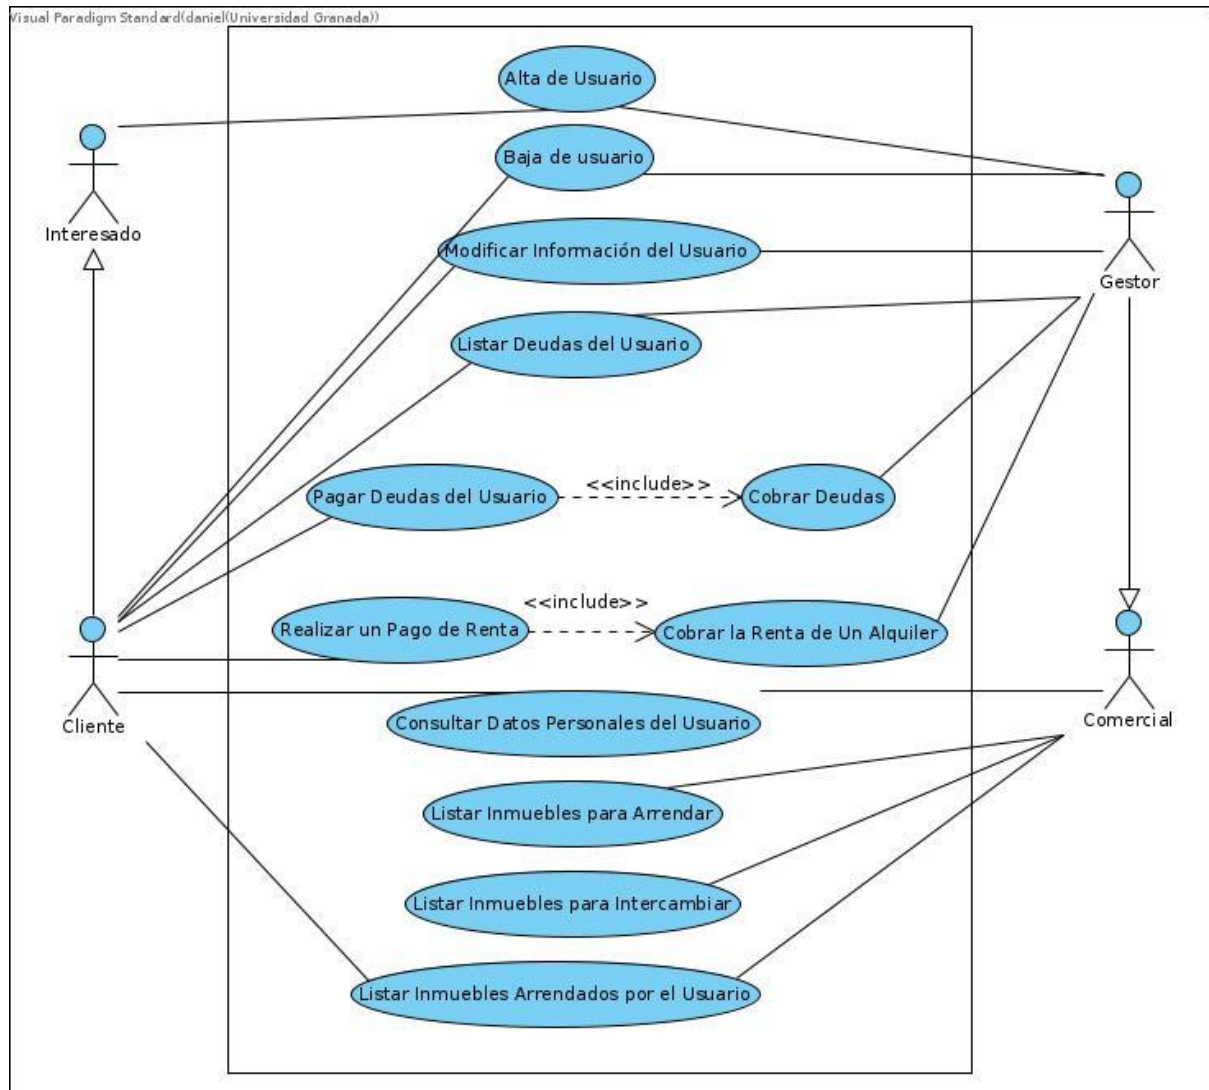 Visual Paradigm Standard(daniel(Universidad Granada))
Alta de Usuario
Baja de usuario
Interesado
Modificar Información del Usuario
Gestor
Listar Deudas del Usuario
<<include>>
Pagar Deudas del Usuario
Cobrar Deudas
<<include>>
Realizar un Pago de Renta
Cobrar la Renta de Un Alquiler
Cliente
Consultar Datos Personales del Usuario
Comercial
Listar Inmuebles para Arrendar
Listar Inmuebles para Intercambiar
Listar Inmuebles Arrendados por el Usuario